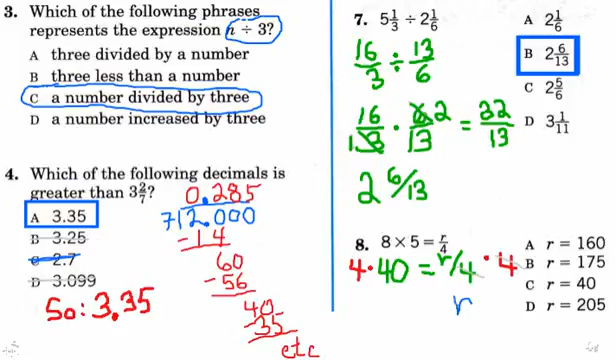 3. Which of the following phrases
represents the expression n ÷ 3?
A three divided by a number
B three less than a number
C a number divided by three
D a number increased by three
4. Which of the following decimals is
greater than 3 2/7?
A 3.35
B 3.25
C 2.7
D 3.099
So: 3.35
0.285
7 12.000
-14
60
-56
40
-35
etc
7. 5 1/3 ÷ 2 1/6
A 2 1/6
B 2 6/13
C 2 5/6
D 3 1/11
16/3 ÷ 13/6
16/3 · 6/13 = 32/13
1
2
2 6/13
8. 8 × 5 = r/4
A r = 160
B r = 175
C r = 40
D r = 205
4 · 40 = r/4 · 4
r